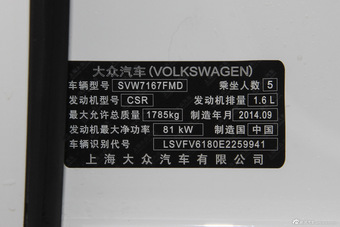 大众汽车(VOLKSWAGEN)
车辆型号 SVW7167FMD 乘坐人数 5
发动机型号 CSR 发动机排量 1.6 L
最大允许总质量 1785kg 制造年月 2014.09
发动机最大净功率 81 kW 制造国 中国
车辆识别代号 LSVFV6180E2259941
上海大众汽车有限公司